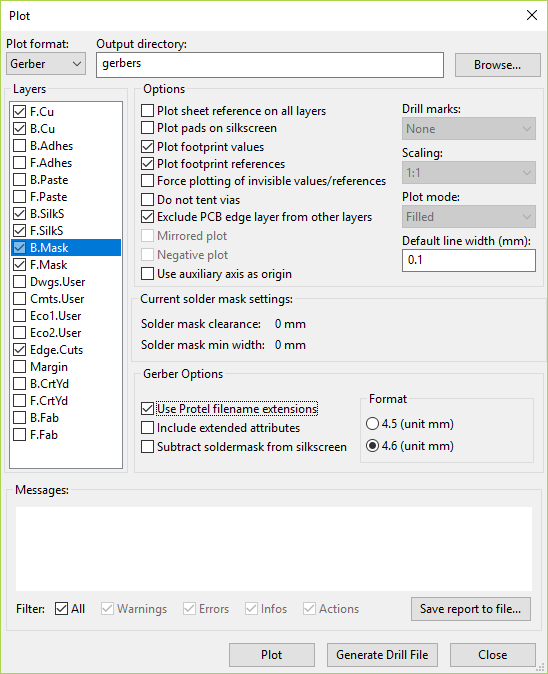 Plot
Plot format:
Output directory:
Gerber
gerbers
Browse...
Layers
F.Cu
B.Cu
B.Adhes
F.Adhes
B.Paste
F.Paste
B.SilkS
F.SilkS
B.Mask
F.Mask
Dwgs.User
Cmts.User
Eco1.User
Eco2.User
Edge.Cuts
Margin
B.CrtYd
F.CrtYd
B.Fab
F.Fab
Options
Plot sheet reference on all layers
Plot pads on silkscreen
Plot footprint values
Plot footprint references
Force plotting of invisible values/references
Do not tent vias
Exclude PCB edge layer from other layers
Mirrored plot
Negative plot
Use auxiliary axis as origin
Drill marks:
None
Scaling:
1:1
Plot mode:
Filled
Default line width (mm):
0.1
Current solder mask settings:
Solder mask clearance: 0 mm
Solder mask min width: 0 mm
Gerber Options
Use Protel filename extensions
Include extended attributes
Subtract soldermask from silkscreen
Format
4.5 (unit mm)
4.6 (unit mm)
Messages:
Filter: All Warnings Errors Infos Actions
Save report to file...
Plot
Generate Drill File
Close